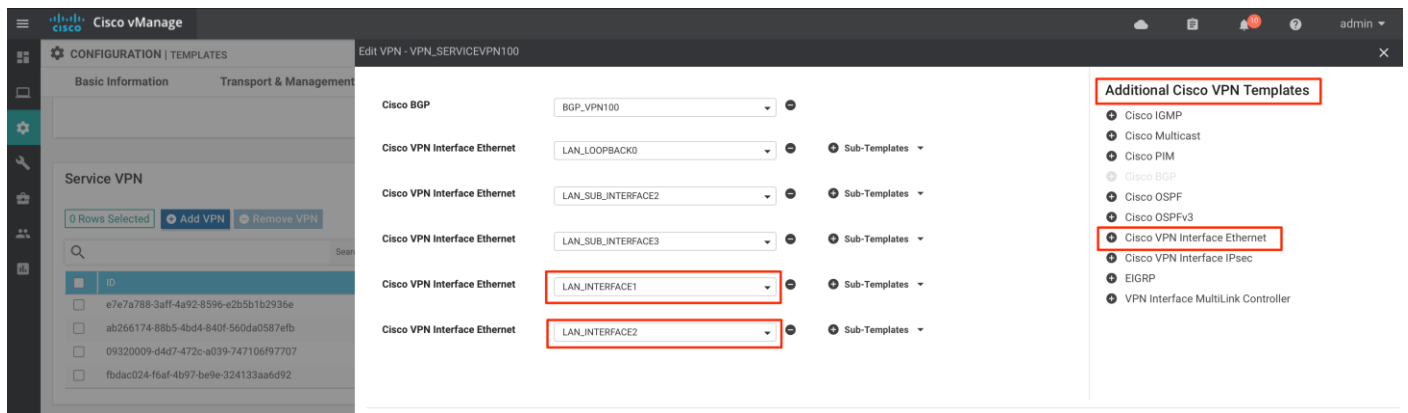 cisco Cisco vManage
10
admin
CONFIGURATION | TEMPLATES
Edit VPN - VPN_SERVICEVPN100
Basic Information Transport & Management
Service VPN
0 Rows Selected Add VPN Remove VPN
Sear
ID
e7e7a788-3aff-4a92-8596-e2b5b1b2936e
ab266174-88b5-4bd4-840f-560da0587efb
09320009-d4d7-472c-a039-747106f97707
fbdac024-f6af-4b97-be9e-324133aa6d92
Cisco BGP BGP_VPN100
Cisco VPN Interface Ethernet LAN_LOOPBACK0 Sub-Templates
Cisco VPN Interface Ethernet LAN_SUB_INTERFACE2 Sub-Templates
Cisco VPN Interface Ethernet LAN_SUB_INTERFACE3 Sub-Templates
Cisco VPN Interface Ethernet LAN_INTERFACE1 Sub-Templates
Cisco VPN Interface Ethernet LAN_INTERFACE2 Sub-Templates
Additional Cisco VPN Templates
Cisco IGMP
Cisco Multicast
Cisco PIM
Cisco BGP
Cisco OSPF
Cisco OSPFv3
Cisco VPN Interface Ethernet
Cisco VPN Interface IPsec
EIGRP
VPN Interface MultiLink Controller